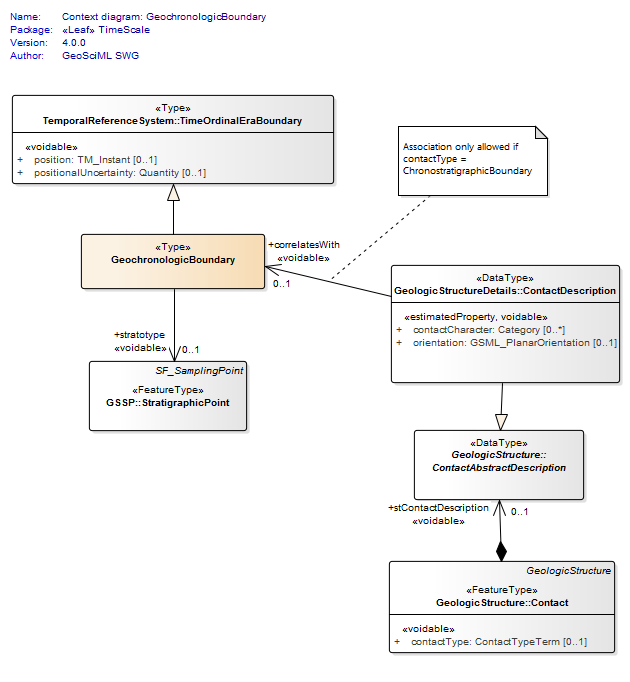 Name: Context diagram: GeochronologicBoundary
Package: «Leaf» TimeScale
Version: 4.0.0
Author: GeoSciML SWG
«Type»
TemporalReferenceSystem::TimeOrdinalEraBoundary
«voidable»
+ position: TM_Instant [0..1]
+ positionalUncertainty: Quantity [0..1]
Association only allowed if
contactType =
ChronostratigraphicBoundary
«Type»
GeochronologicBoundary
+correlatesWith
«voidable»
0..1
«DataType»
GeologicStructureDetails::ContactDescription
«estimatedProperty, voidable»
+ contactCharacter: Category [0..*]
+ orientation: GSML_PlanarOrientation [0..1]
+stratotype
«voidable»
0..1
SF_SamplingPoint
«FeatureType»
GSSP::StratigraphicPoint
«DataType»
GeologicStructure::
ContactAbstractDescription
+stContactDescription
«voidable»
0..1
GeologicStructure
«FeatureType»
GeologicStructure::Contact
«voidable»
+ contactType: ContactTypeTerm [0..1]